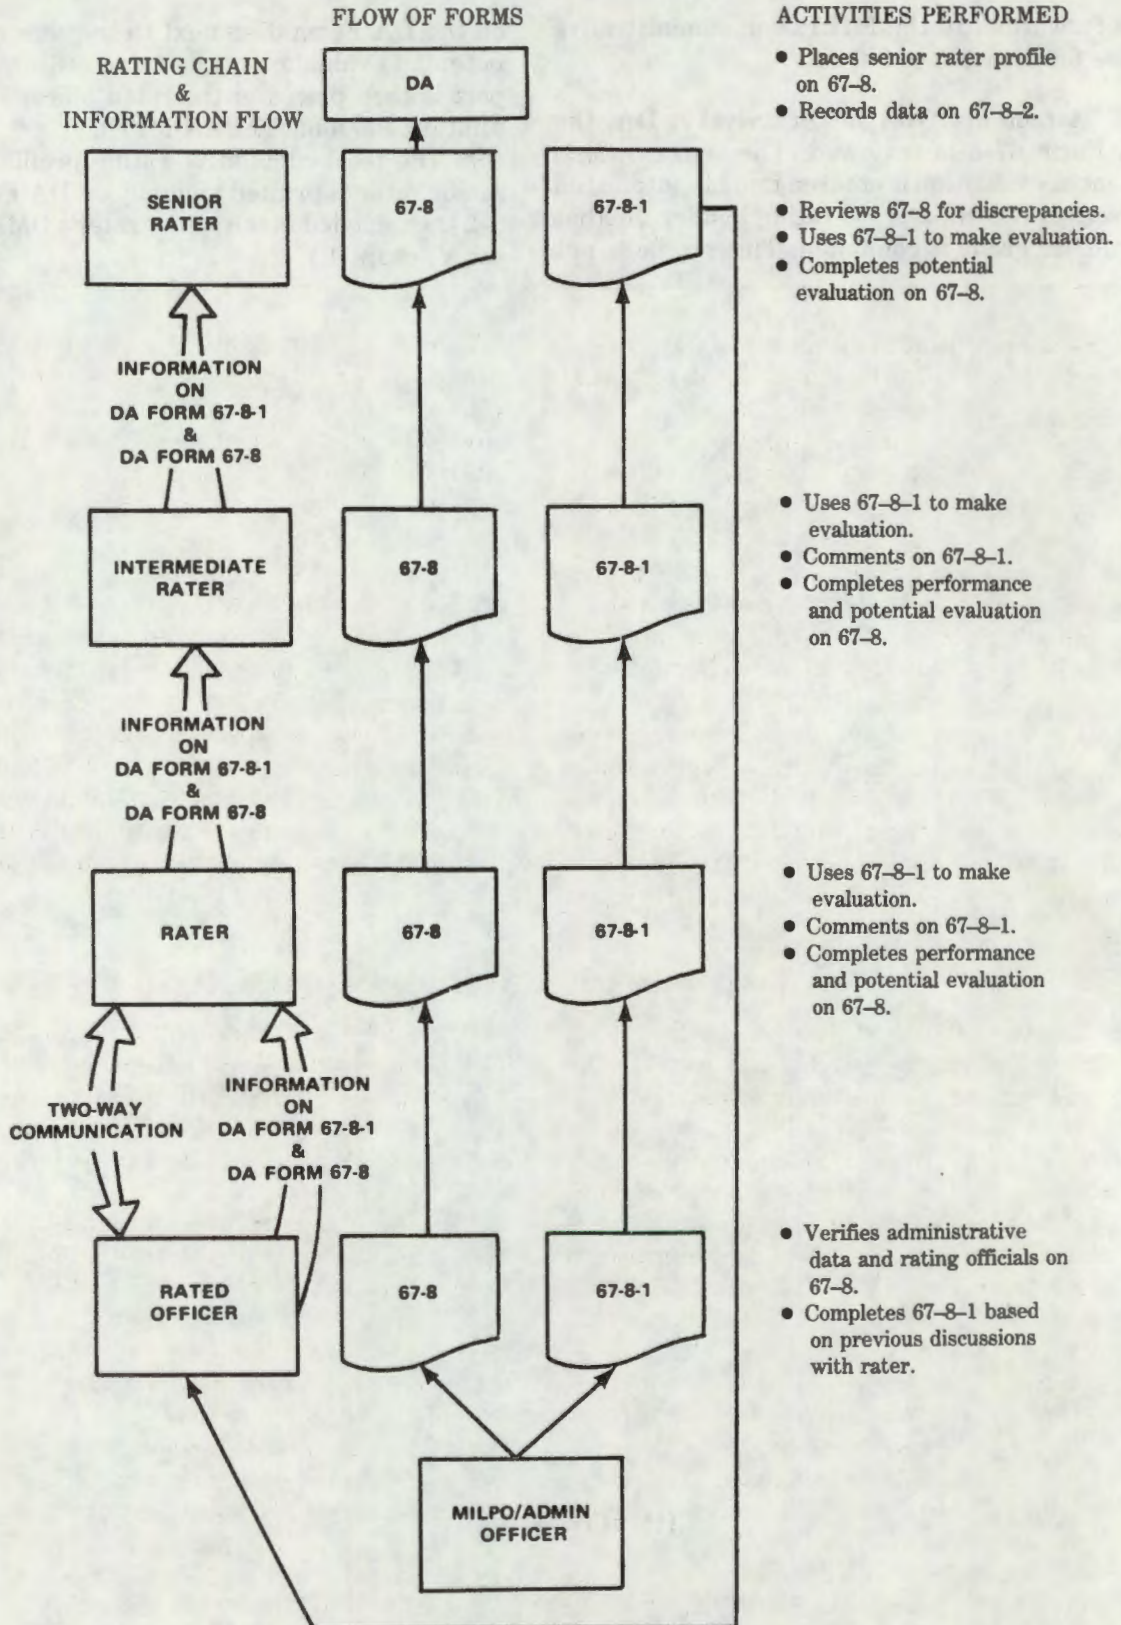 FLOW OF FORMS
ACTIVITIES PERFORMED
RATING CHAIN
&
INFORMATION FLOW
DA
• Places senior rater profile
on 67–8.
• Records data on 67–8–2.
SENIOR
RATER
67-8
67-8-1
• Reviews 67–8 for discrepancies.
• Uses 67–8–1 to make evaluation.
• Completes potential
evaluation on 67–8.
INFORMATION
ON
DA FORM 67-8-1
&
DA FORM 67-8
INTERMEDIATE
RATER
67-8
67-8-1
• Uses 67–8–1 to make
evaluation.
• Comments on 67–8–1.
• Completes performance
and potential evaluation
on 67–8.
INFORMATION
ON
DA FORM 67-8-1
&
DA FORM 67-8
RATER
67-8
67-8-1
• Uses 67–8–1 to make
evaluation.
• Comments on 67–8–1.
• Completes performance
and potential evaluation
on 67–8.
TWO-WAY
COMMUNICATION
INFORMATION
ON
DA FORM 67-8-1
&
DA FORM 67-8
RATED
OFFICER
67-8
67-8-1
• Verifies administrative
data and rating officials on
67–8.
• Completes 67–8–1 based
on previous discussions
with rater.
MILPO/ADMIN
OFFICER